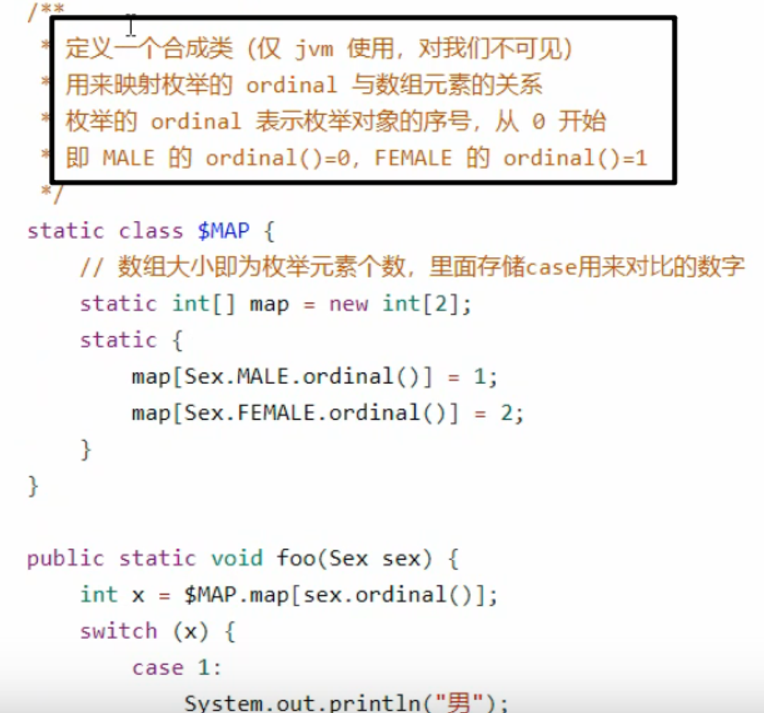 /**
* 定义一个合成类（仅 jvm 使用，对我们不可见）
* 用来映射枚举的 ordinal 与数组元素的关系
* 枚举的 ordinal 表示枚举对象的序号，从 0 开始
* 即 MALE 的 ordinal()=0，FEMALE 的 ordinal()=1
*/
static class $MAP {
// 数组大小即为枚举元素个数，里面存储case用来对比的数字
static int[] map = new int[2];
static {
map[Sex.MALE.ordinal()] = 1;
map[Sex.FEMALE.ordinal()] = 2;
}
}
public static void foo(Sex sex) {
int x = $MAP.map[sex.ordinal()];
switch (x) {
case 1:
System.out.println("男");